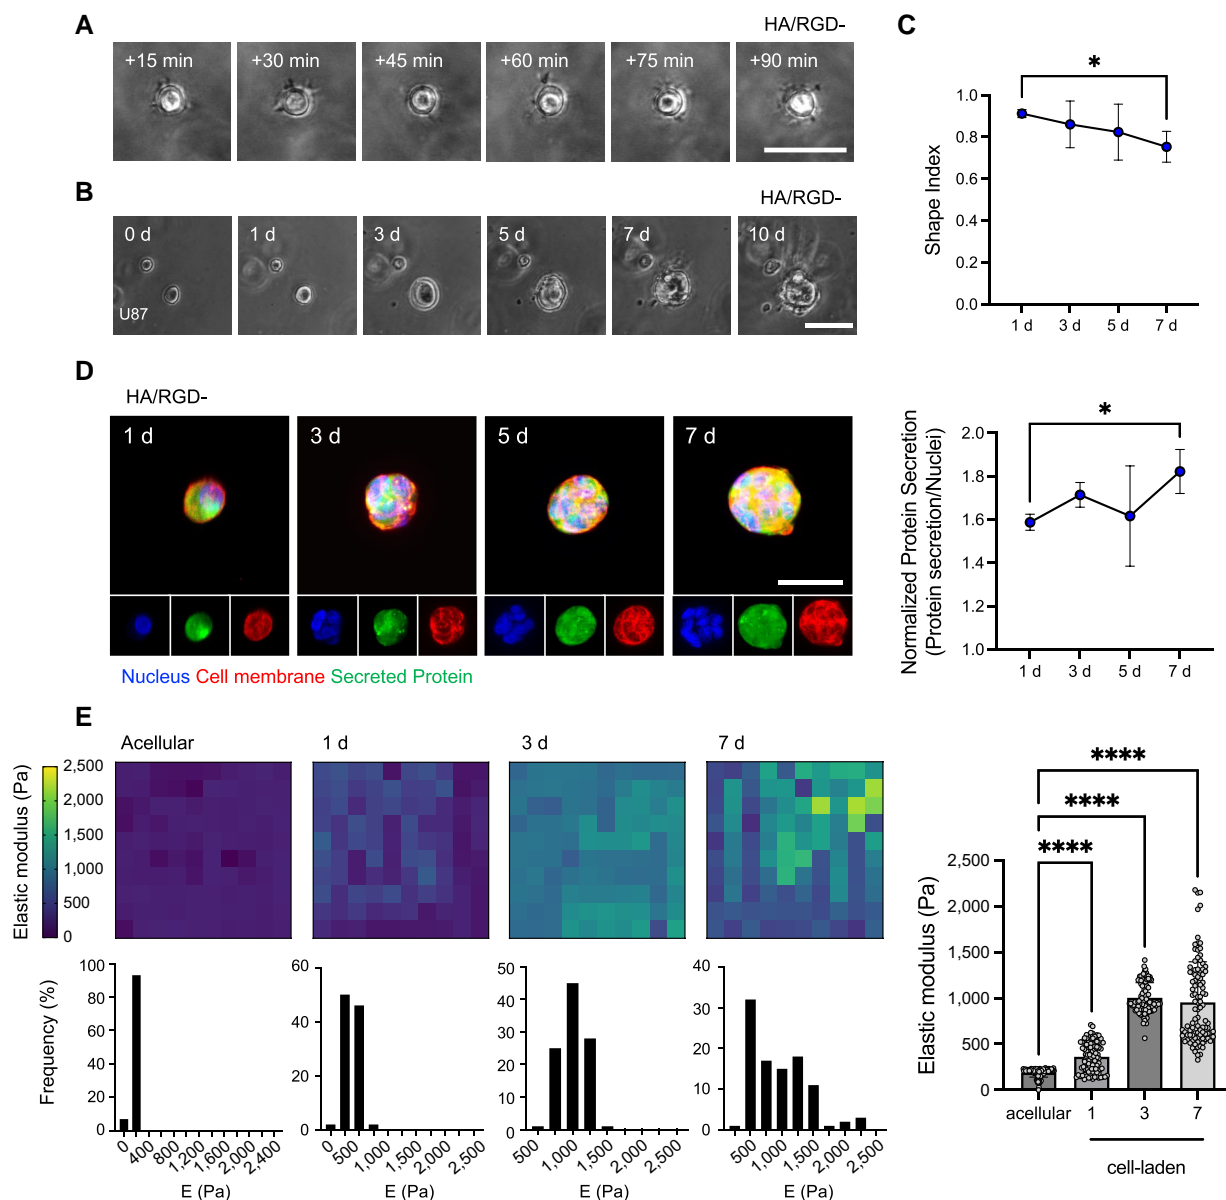 A
HA/RGD-
+15 min
+30 min
+45 min
+60 min
+75 min
+90 min
B
HA/RGD-
0 d
1 d
3 d
5 d
7 d
10 d
U87
C
*
1.0
0.8
0.6
0.4
0.2
0.0
Shape Index
1 d
3 d
5 d
7 d
D
HA/RGD-
1 d
3 d
5 d
7 d
Nucleus Cell membrane Secreted Protein
*
2.0
1.8
1.6
1.4
1.2
1.0
Normalized Protein Secretion
(Protein secretion/Nuclei)
1 d
3 d
5 d
7 d
E
Acellular
1 d
3 d
7 d
Elastic modulus (Pa)
2,500
2,000
1,500
1,000
500
0
Frequency (%)
100
80
60
40
20
0
0
400
800
1,200
1,600
2,000
2,400
E (Pa)
60
40
20
0
0
500
1,000
1,500
2,000
2,500
E (Pa)
50
40
30
20
10
0
500
1,000
1,500
2,000
2,500
E (Pa)
40
30
20
10
0
500
1,000
1,500
2,000
2,500
E (Pa)
****
****
****
2,500
2,000
1,500
1,000
500
0
Elastic modulus (Pa)
acellular
1
3
7
cell-laden